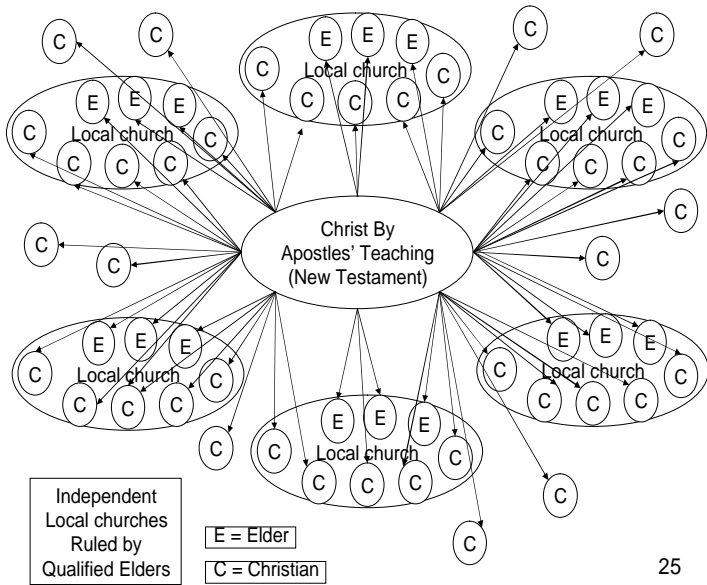 C
C
C
C
E E E
C Local church C
C C C
E E E
C Local church C
C C C
E E E
C Local church C
C C C
C
C
C
C
Christ By
Apostles’ Teaching
(New Testament)
E E E
C Local church C
C C C
E E E
C Local church C
C C C
E E E
C Local church C
C C C
C
C
C
Independent
Local churches
Ruled by
Qualified Elders
E = Elder
C = Christian
25